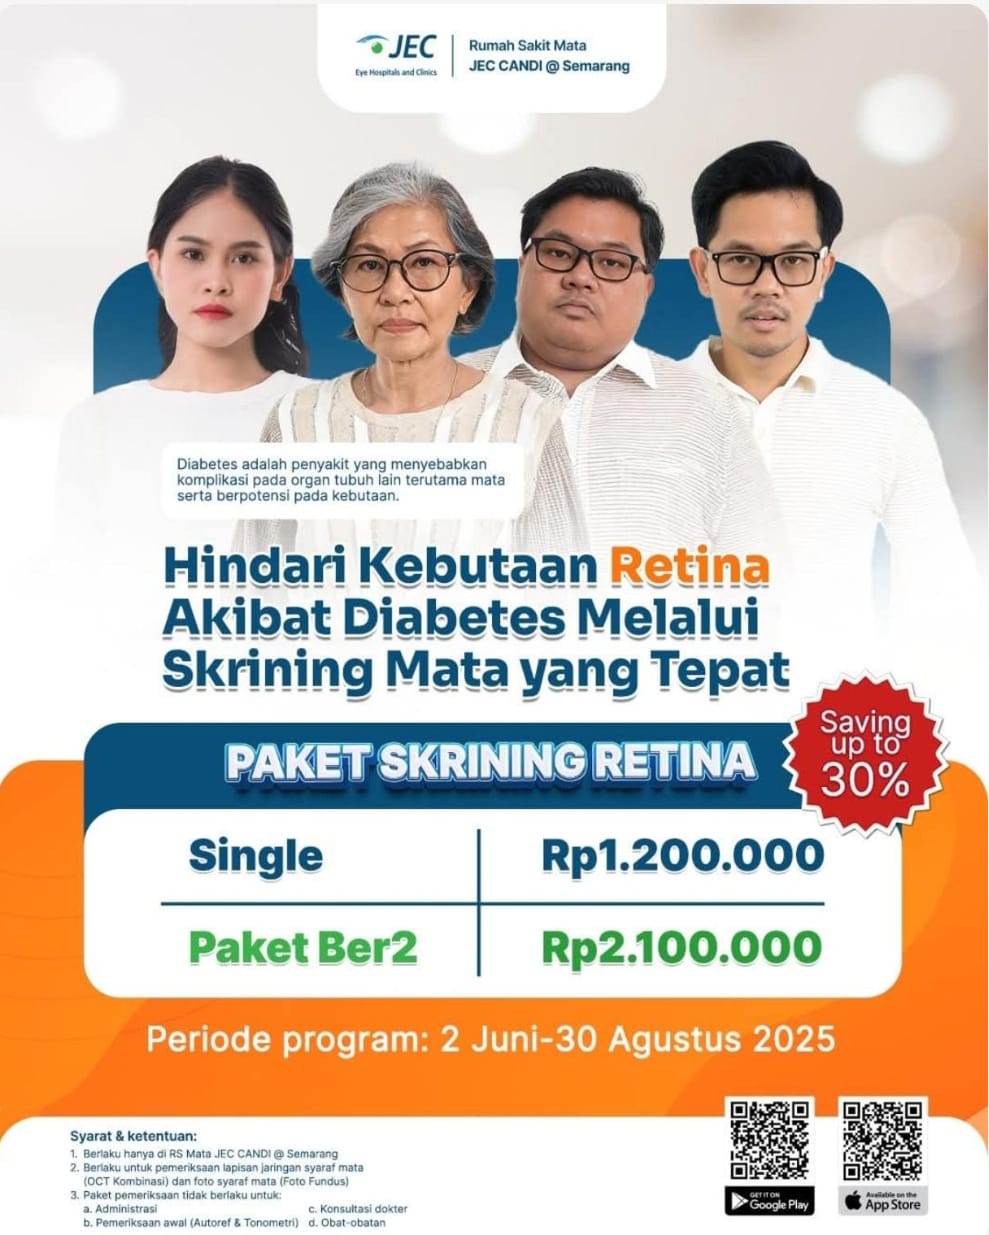 JEC
Eye Hospitals and Clinics
Rumah Sakit Mata
JEC CANDI @ Semarang
Diabetes adalah penyakit yang menyebabkan
komplikasi pada organ tubuh lain terutama mata
serta berpotensi pada kebutaan.
Hindari Kebutaan Retina
Akibat Diabetes Melalui
Skrining Mata yang Tepat
Saving
up to
30%
PAKET SKRINING RETINA
Single Rp1.200.000
Paket Ber2 Rp2.100.000
Periode program: 2 Juni-30 Agustus 2025
Syarat & ketentuan:
1. Berlaku hanya di RS Mata JEC CANDI @ Semarang
2. Berlaku untuk pemeriksaan lapisan jaringan syaraf mata
(OCT Kombinasi) dan foto syaraf mata (Foto Fundus)
3. Paket pemeriksaan tidak berlaku untuk:
a. Administrasi
b. Pemeriksaan awal (Autoref & Tonometri)
c. Konsultasi dokter
d. Obat-obatan
GET IT ON
Google Play
Available on the
App Store